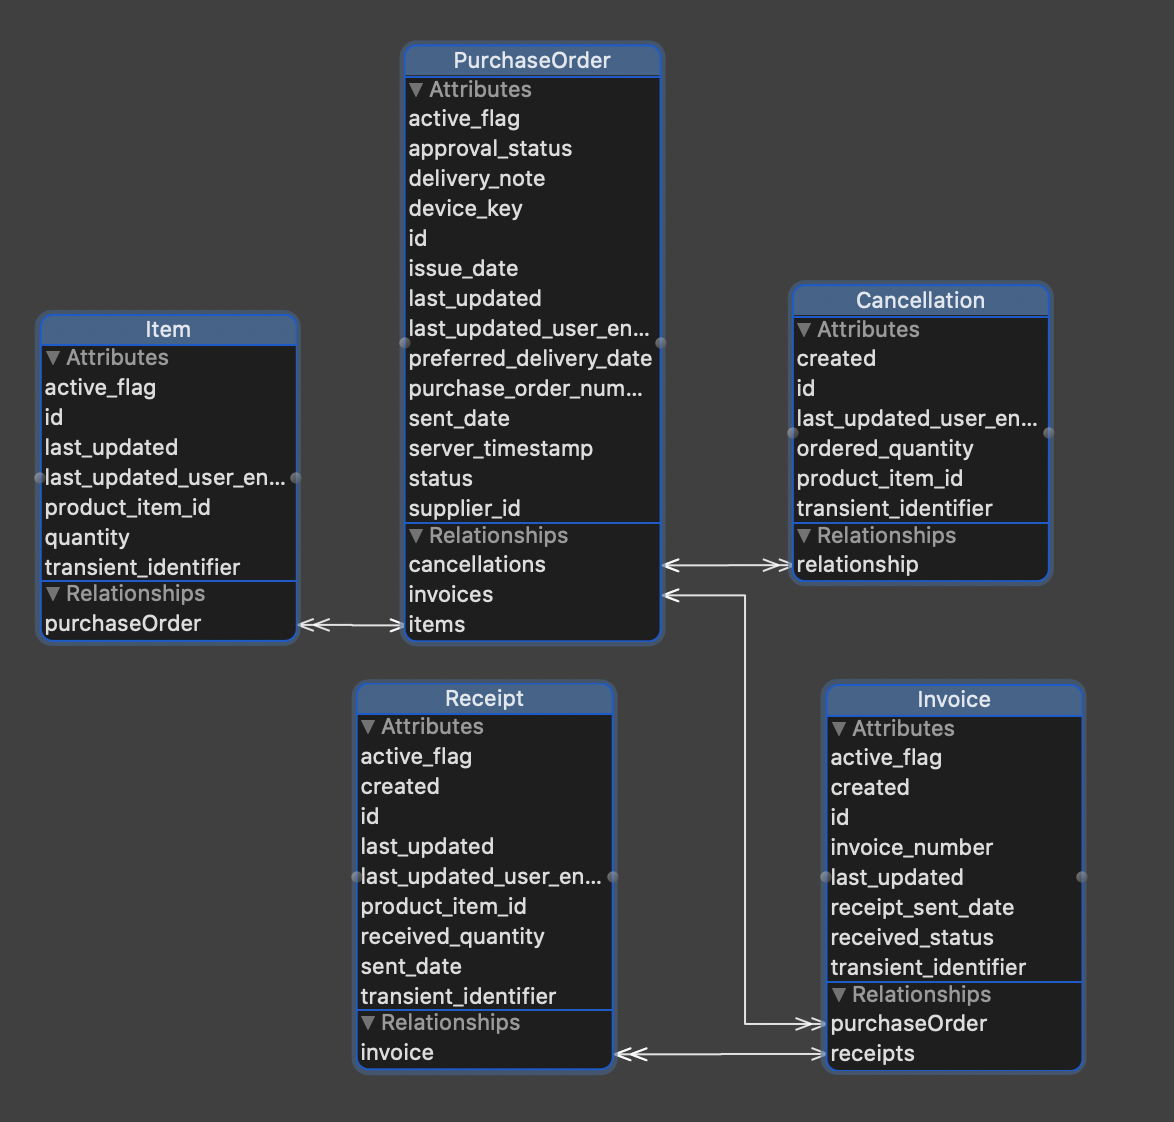 PurchaseOrder
Attributes
active_flag
approval_status
delivery_note
device_key
id
issue_date
last_updated
last_updated_user_en...
preferred_delivery_date
purchase_order_num...
sent_date
server_timestamp
status
supplier_id
Relationships
cancellations
invoices
items
Cancellation
Attributes
created
id
last_updated_user_en...
ordered_quantity
product_item_id
transient_identifier
Relationships
relationship
Item
Attributes
active_flag
id
last_updated
last_updated_user_en...
product_item_id
quantity
transient_identifier
Relationships
purchaseOrder
Receipt
Attributes
active_flag
created
id
last_updated
last_updated_user_en...
product_item_id
received_quantity
sent_date
transient_identifier
Relationships
invoice
Invoice
Attributes
active_flag
created
id
invoice_number
last_updated
receipt_sent_date
received_status
transient_identifier
Relationships
purchaseOrder
receipts